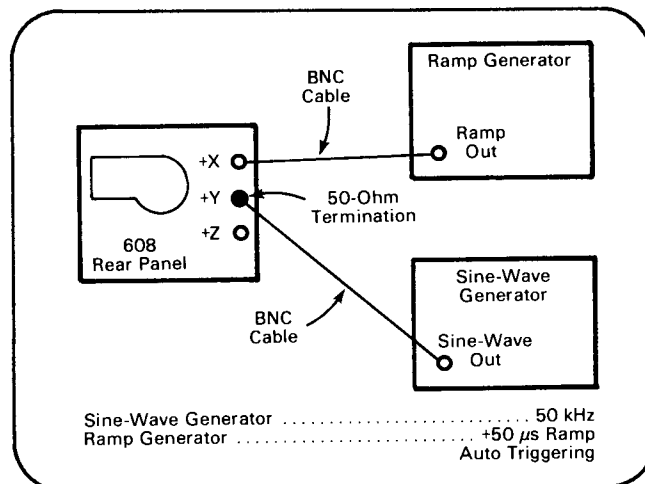 Ramp Generator
BNC
Cable
Ramp
Out
+X
+Y
50-Ohm
Termination
+Z
608
Rear Panel
Sine-Wave
Generator
BNC
Cable
Sine-Wave
Out
Sine-Wave Generator . . . . . . . . . . . . . . . . . . . . . . . . 50 kHz
Ramp Generator . . . . . . . . . . . . . . . . . . . . . . . +50 μs Ramp
Auto Triggering